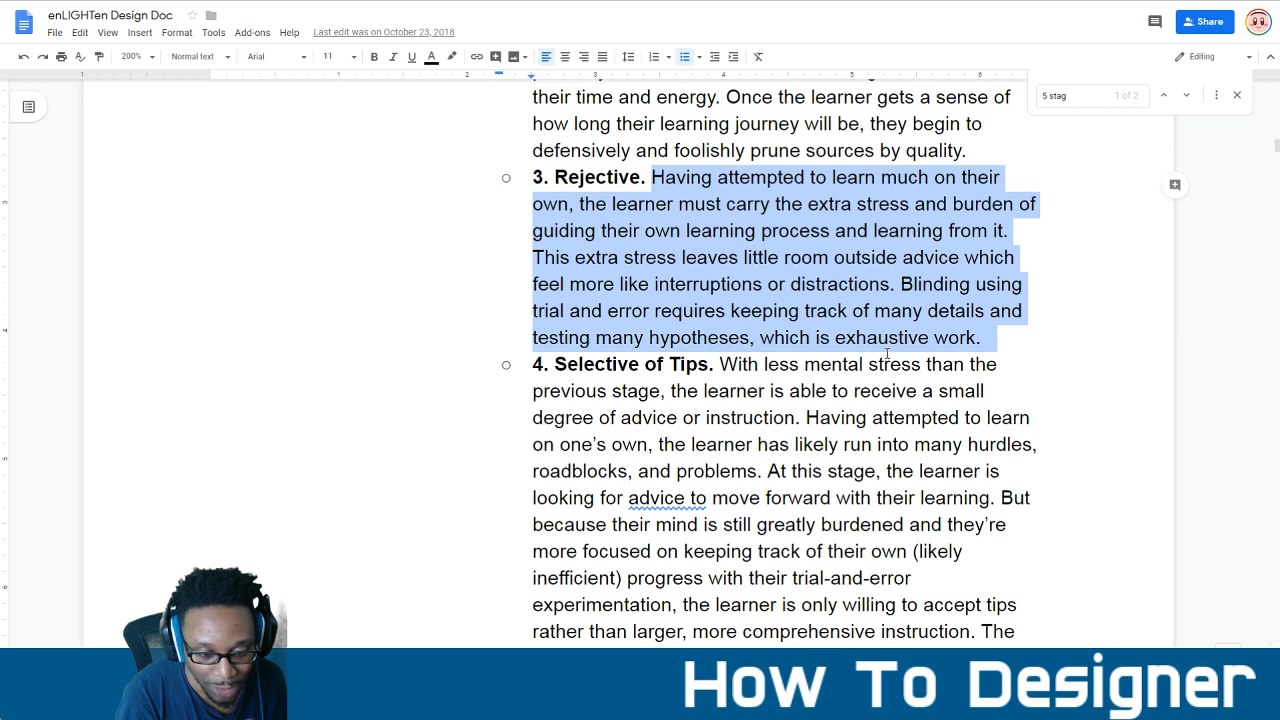 enLIGHTen Design Doc
File Edit View Insert Format Tools Add-ons Help Last edit was on October 23, 2018
Share
200% Normal text Arial 11 B I U A Editing
1 2 3 4 5 6
5 stag 1 of 2
their time and energy. Once the learner gets a sense of
how long their learning journey will be, they begin to
defensively and foolishly prune sources by quality.
3. Rejective. Having attempted to learn much on their
own, the learner must carry the extra stress and burden of
guiding their own learning process and learning from it.
This extra stress leaves little room outside advice which
feel more like interruptions or distractions. Blinding using
trial and error requires keeping track of many details and
testing many hypotheses, which is exhaustive work.
4. Selective of Tips. With less mental stress than the
previous stage, the learner is able to receive a small
degree of advice or instruction. Having attempted to learn
on one's own, the learner has likely run into many hurdles,
roadblocks, and problems. At this stage, the learner is
looking for advice to move forward with their learning. But
because their mind is still greatly burdened and they're
more focused on keeping track of their own (likely
inefficient) progress with their trial-and-error
experimentation, the learner is only willing to accept tips
rather than larger, more comprehensive instruction. The
How To Designer